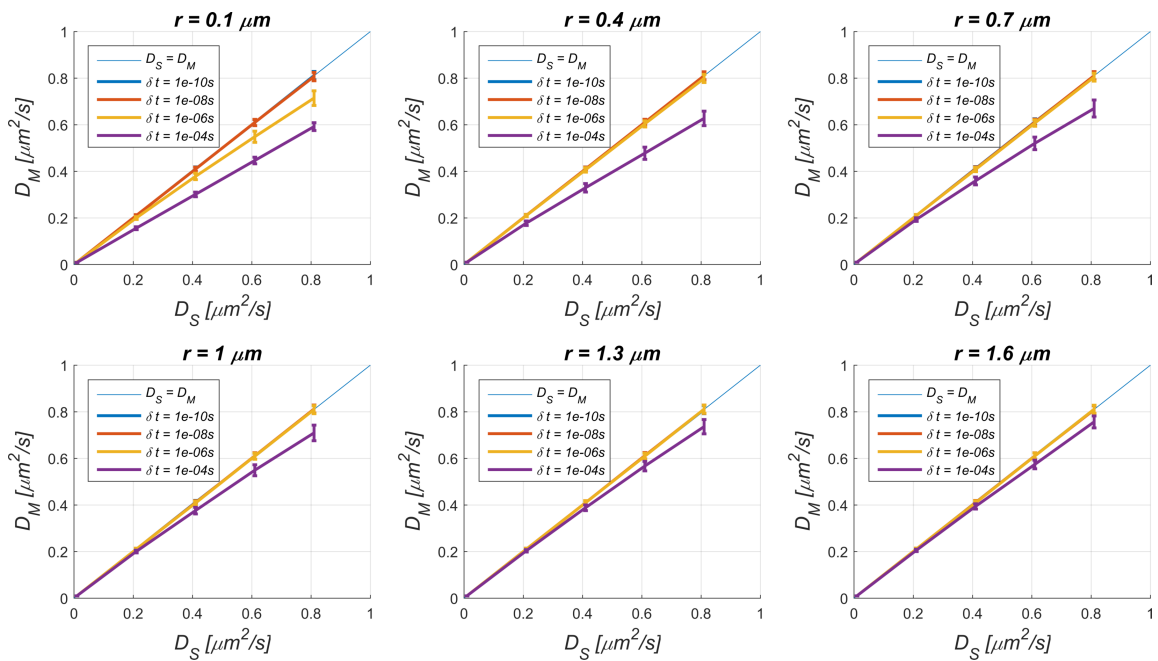 r = 0.1 μm
1
0.8
0.6
0.4
0.2
0
D_M [μm²/s]
D_S = D_M
δ t = 1e-10s
δ t = 1e-08s
δ t = 1e-06s
δ t = 1e-04s
0 0.2 0.4 0.6 0.8 1
D_S [μm²/s]
r = 0.4 μm
1
0.8
0.6
0.4
0.2
0
D_M [μm²/s]
D_S = D_M
δ t = 1e-10s
δ t = 1e-08s
δ t = 1e-06s
δ t = 1e-04s
0 0.2 0.4 0.6 0.8 1
D_S [μm²/s]
r = 0.7 μm
1
0.8
0.6
0.4
0.2
0
D_M [μm²/s]
D_S = D_M
δ t = 1e-10s
δ t = 1e-08s
δ t = 1e-06s
δ t = 1e-04s
0 0.2 0.4 0.6 0.8 1
D_S [μm²/s]
r = 1 μm
1
0.8
0.6
0.4
0.2
0
D_M [μm²/s]
D_S = D_M
δ t = 1e-10s
δ t = 1e-08s
δ t = 1e-06s
δ t = 1e-04s
0 0.2 0.4 0.6 0.8 1
D_S [μm²/s]
r = 1.3 μm
1
0.8
0.6
0.4
0.2
0
D_M [μm²/s]
D_S = D_M
δ t = 1e-10s
δ t = 1e-08s
δ t = 1e-06s
δ t = 1e-04s
0 0.2 0.4 0.6 0.8 1
D_S [μm²/s]
r = 1.6 μm
1
0.8
0.6
0.4
0.2
0
D_M [μm²/s]
D_S = D_M
δ t = 1e-10s
δ t = 1e-08s
δ t = 1e-06s
δ t = 1e-04s
0 0.2 0.4 0.6 0.8 1
D_S [μm²/s]